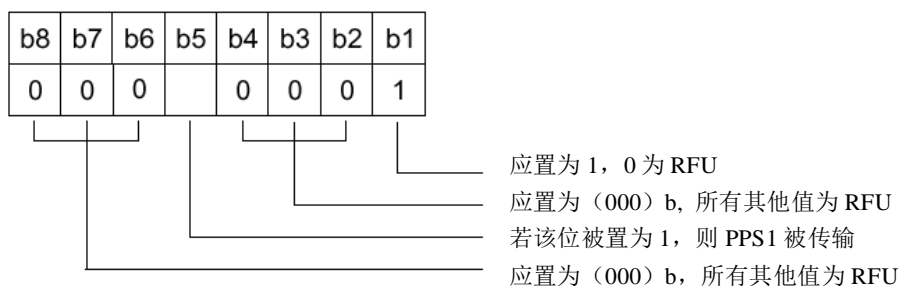 b8 b7 b6 b5 b4 b3 b2 b1
0 0 0 0 0 0 1
应置为 1，0 为 RFU
应置为（000）b, 所有其他值为 RFU
若该位被置为 1，则 PPS1 被传输
应置为（000）b，所有其他值为 RFU